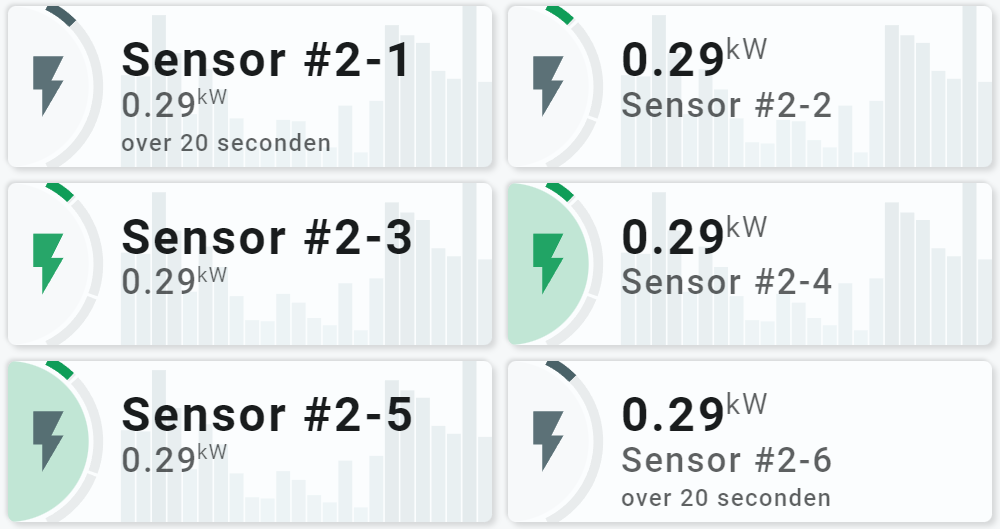 Sensor #2-1
0.29kW
over 20 seconden
0.29kW
Sensor #2-2
Sensor #2-3
0.29kW
0.29kW
Sensor #2-4
Sensor #2-5
0.29kW
0.29kW
Sensor #2-6
over 20 seconden